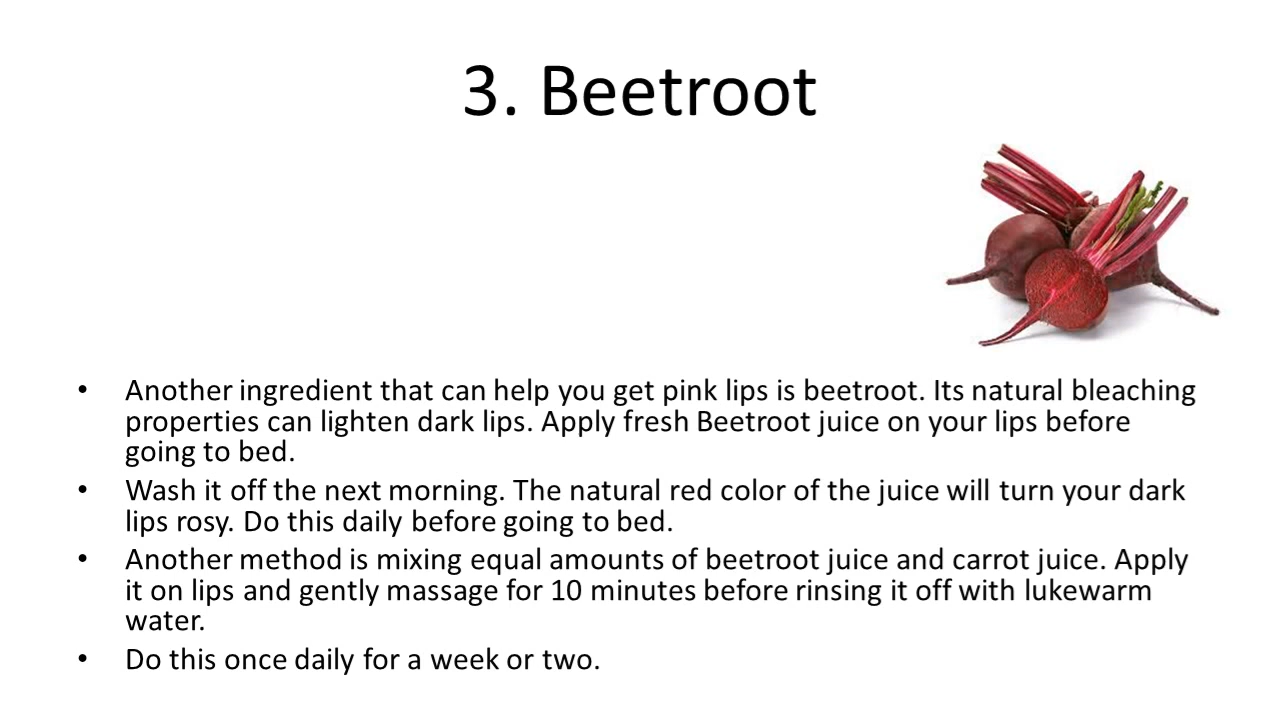 3. Beetroot
• Another ingredient that can help you get pink lips is beetroot. Its natural bleaching
properties can lighten dark lips. Apply fresh Beetroot juice on your lips before
going to bed.
• Wash it off the next morning. The natural red color of the juice will turn your dark
lips rosy. Do this daily before going to bed.
• Another method is mixing equal amounts of beetroot juice and carrot juice. Apply
it on lips and gently massage for 10 minutes before rinsing it off with lukewarm
water.
• Do this once daily for a week or two.